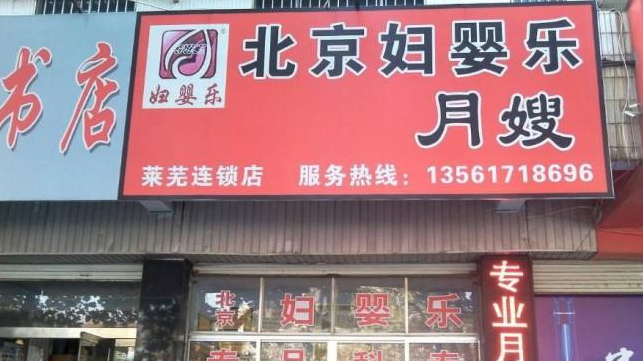 书店
妇婴乐
北京妇婴乐
月嫂
莱芜连锁店 服务热线：13561718696
北京 妇婴乐
专业月